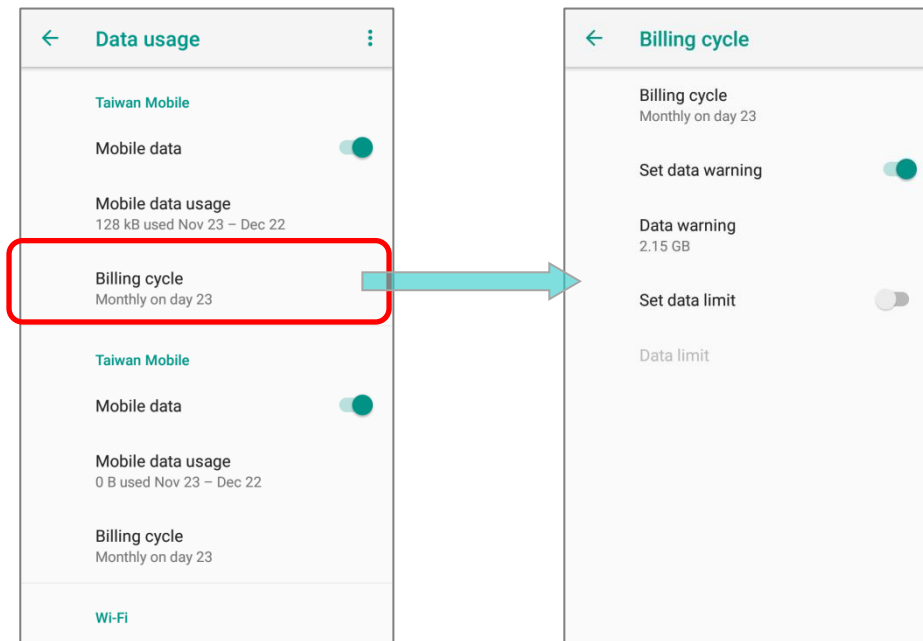 Data usage
Taiwan Mobile
Mobile data
Mobile data usage
128 kB used Nov 23 – Dec 22
Billing cycle
Monthly on day 23
Taiwan Mobile
Mobile data
Mobile data usage
0 B used Nov 23 – Dec 22
Billing cycle
Monthly on day 23
Wi-Fi
Billing cycle
Billing cycle
Monthly on day 23
Set data warning
Data warning
2.15 GB
Set data limit
Data limit